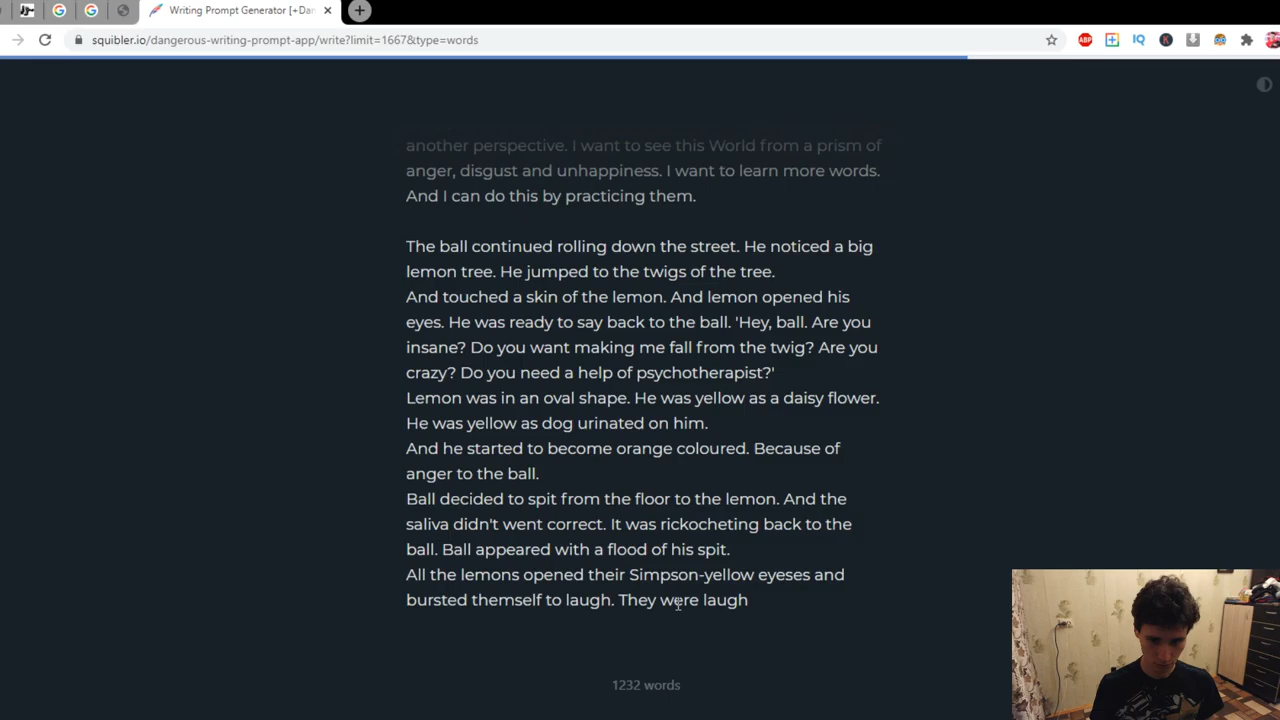 Writing Prompt Generator [+Dan
squibler.io/dangerous-writing-prompt-app/write?limit=1667&type=words
ABP
IQ
K
another perspective. I want to see this World from a prism of
anger, disgust and unhappiness. I want to learn more words.
And I can do this by practicing them.
The ball continued rolling down the street. He noticed a big
lemon tree. He jumped to the twigs of the tree.
And touched a skin of the lemon. And lemon opened his
eyes. He was ready to say back to the ball. 'Hey, ball. Are you
insane? Do you want making me fall from the twig? Are you
crazy? Do you need a help of psychotherapist?'
Lemon was in an oval shape. He was yellow as a daisy flower.
He was yellow as dog urinated on him.
And he started to become orange coloured. Because of
anger to the ball.
Ball decided to spit from the floor to the lemon. And the
saliva didn't went correct. It was rickocheting back to the
ball. Ball appeared with a flood of his spit.
All the lemons opened their Simpson-yellow eyeses and
bursted themself to laugh. They were laugh
1232 words